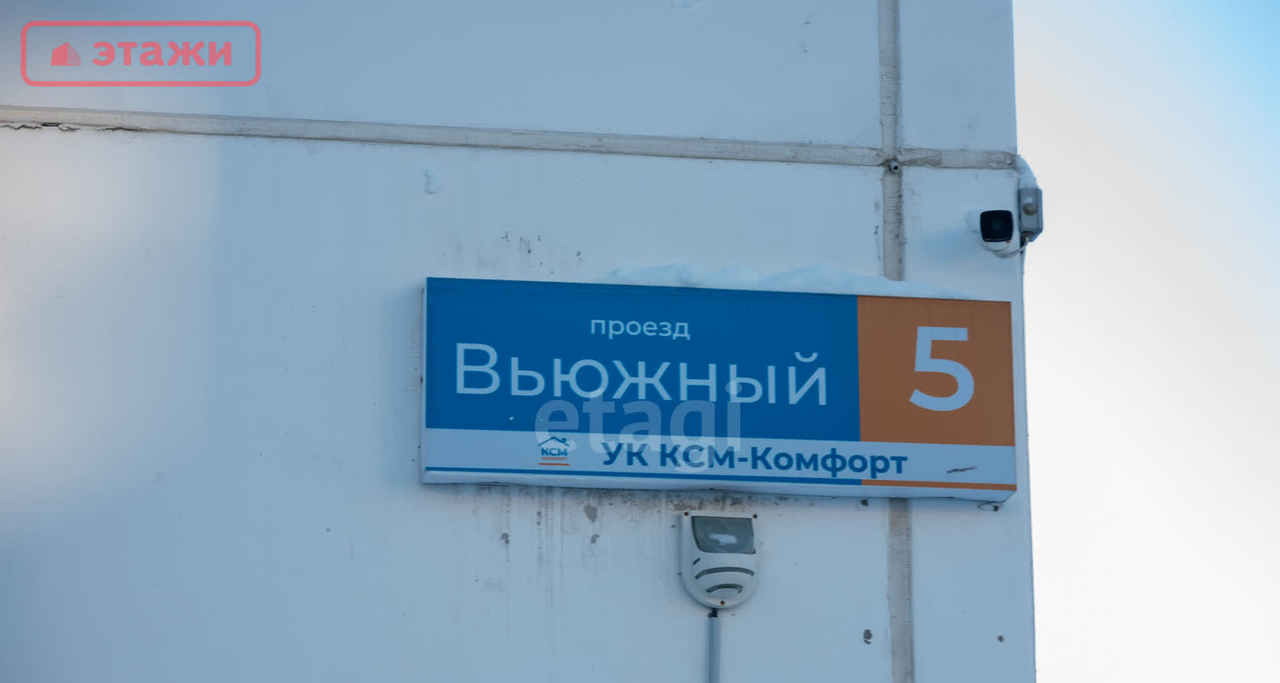 этажи
проезд
Вьюжный
5
etagi
КСМ
УК КСМ-Комфорт